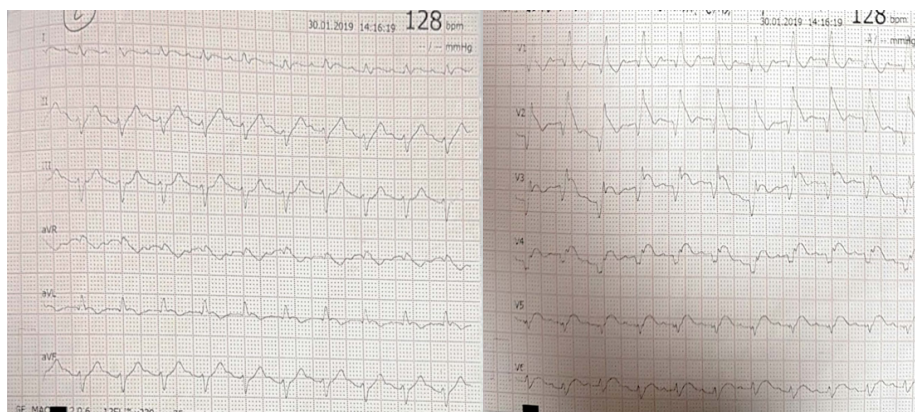 30.01.2019 14:16:19 128 bpm
-- / -- mmHg
I
II
III
aVR
aVL
aVF
30.01.2019 14:16:19 128 bpm
mmHg
V1
V2
V3
V4
V5